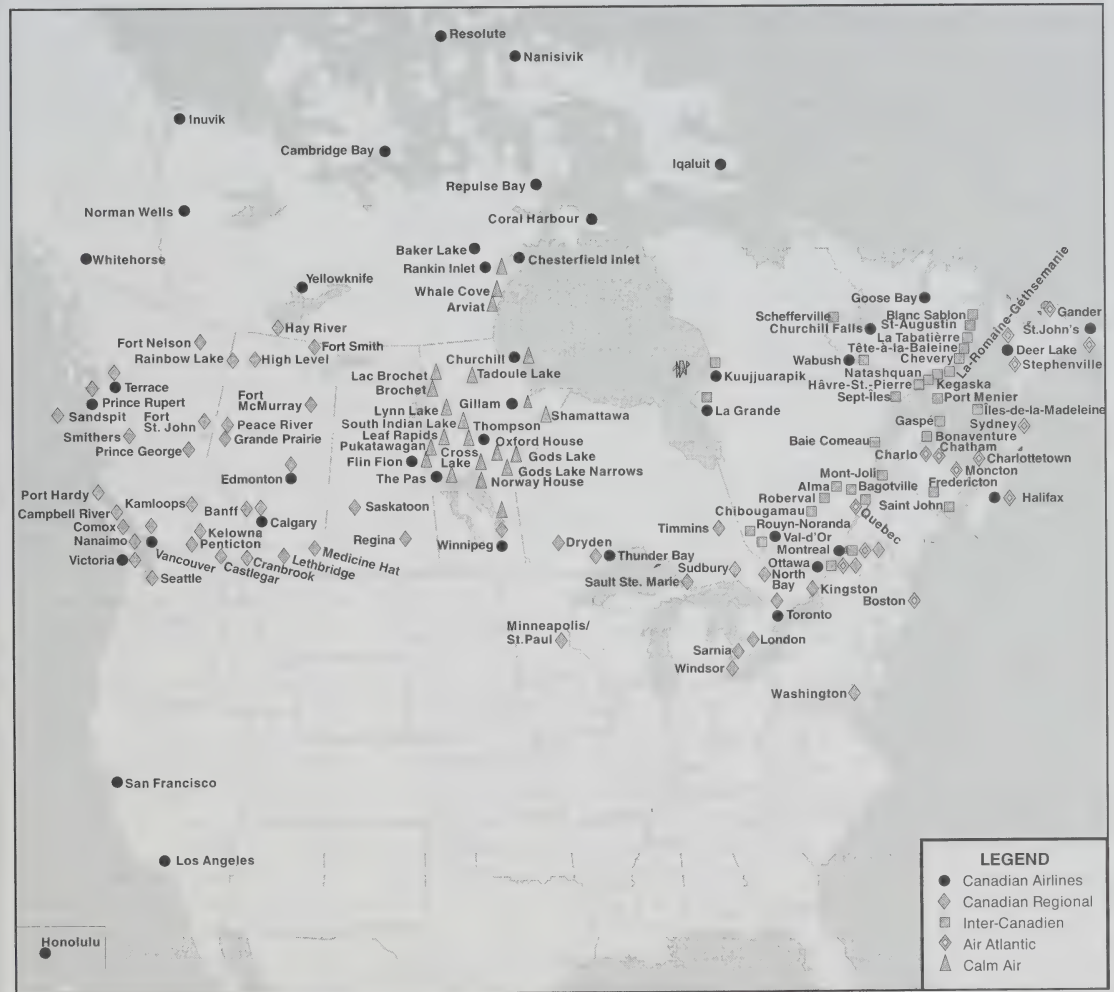 Resolute
Nanisivik
Inuvik
Cambridge Bay
Iqaluit
Repulse Bay
Norman Wells
Coral Harbour
Baker Lake
Chesterfield Inlet
Whitehorse
Rankin Inlet
Yellowknife
Whale Cove
Arviat
Goose Bay
La-Romaine-Géthsemanie
Schefferville
Blanc Sablon
Gander
Churchill Falls
St-Augustin
St.John's
Hay River
La Tabatière
Fort Nelson
Fort Smith
Tête-à-la-Baleine
Deer Lake
Rainbow Lake
High Level
Churchill
Wabush
Chevery
Stephenville
Lac Brochet
Tadoule Lake
Kuujjuarapik
Natashquan
Terrace
Brochet
Hâvre-St.-Pierre
Kegaska
Prince Rupert
Fort
McMurray
Gillam
Sept-Iles
Port Menier
Sandspit
Fort
St. John
Lynn Lake
Shamattawa
La Grande
Îles-de-la-Madeleine
South Indian Lake
Thompson
Gaspé
Sydney
Peace River
Smithers
Grande Prairie
Leaf Rapids
Oxford House
Baie Comeau
Bonaventure
Prince George
Pukatawagan
Cross
Lake
Gods Lake
Charlo
Chatham
Charlottetown
Flin Flon
Gods Lake Narrows
Moncton
Edmonton
The Pas
Norway House
Mont-Joli
Fredericton
Port Hardy
Alma
Bagotville
Halifax
Kamloops
Banff
Saskatoon
Roberval
Saint John
Campbell River
Calgary
Chibougamau
Quebec
Comox
Kelowna
Timmins
Rouyn-Noranda
Nanaimo
Penticton
Regina
Winnipeg
Dryden
Val-d'Or
Vancouver
Medicine Hat
Montreal
Victoria
Castlegar
Cranbrook
Lethbridge
Thunder Bay
Ottawa
Seattle
Sudbury
North
Bay
Sault Ste. Marie
Kingston
Boston
Toronto
Minneapolis/
St.Paul
London
Sarnia
Windsor
Washington
San Francisco
Los Angeles
Honolulu
LEGEND
Canadian Airlines
Canadian Regional
Inter-Canadien
Air Atlantic
Calm Air